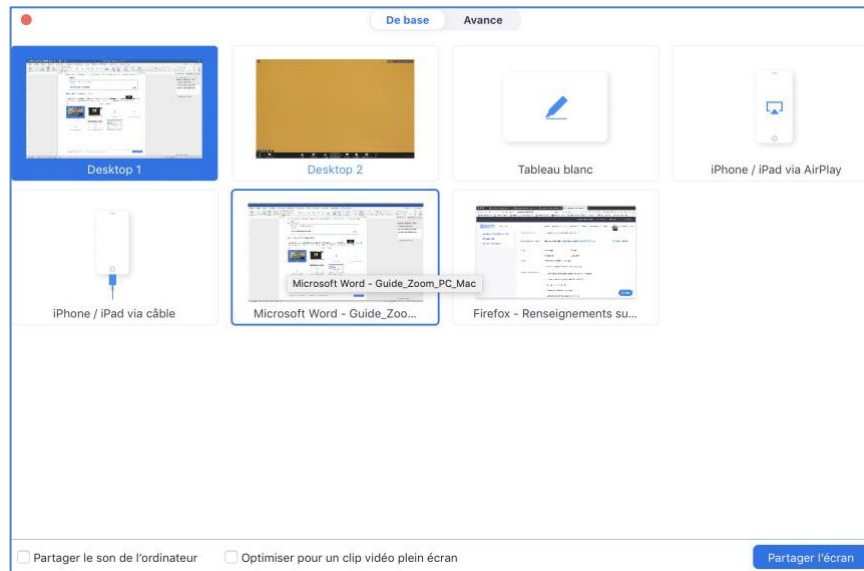 De base Avance
Desktop 1
Desktop 2
Tableau blanc
iPhone / iPad via AirPlay
iPhone / iPad via câble
Microsoft Word - Guide_Zoom_PC_Mac
Microsoft Word - Guide_Zoo...
Firefox - Renseignements su...
Partager le son de l'ordinateur
Optimiser pour un clip vidéo plein écran
Partager l'écran